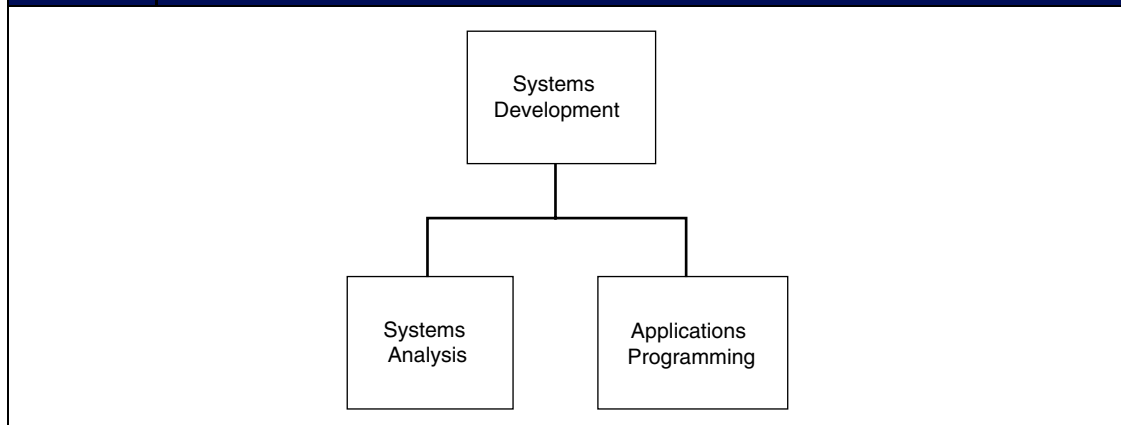 Systems
Development
Systems
Analysis
Applications
Programming